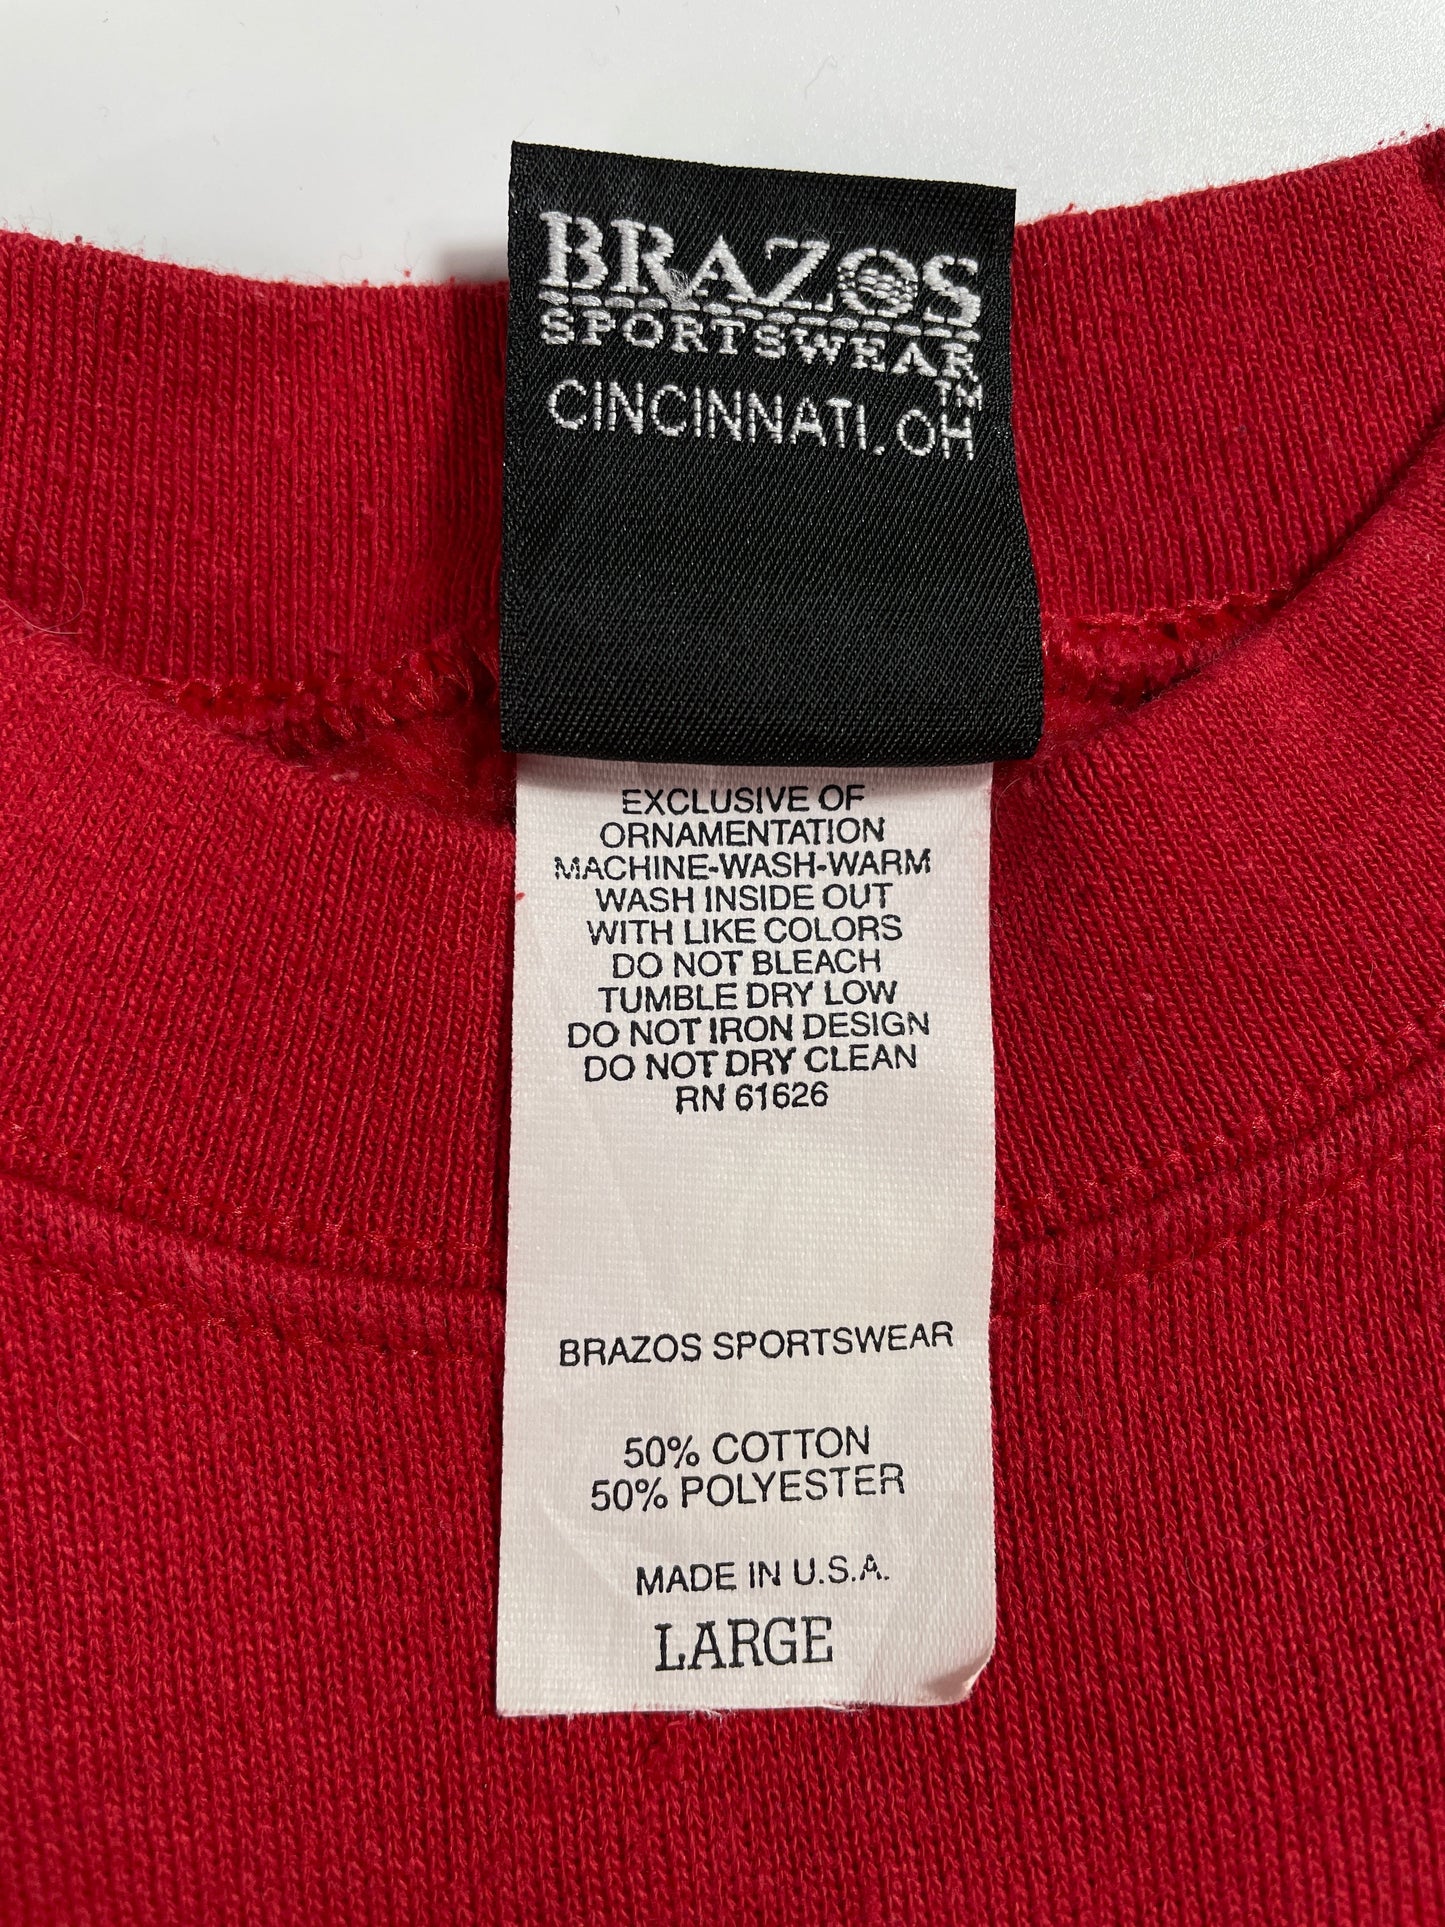 BRAZOS
SPORTSWEAR TM
CINCINNATI, OH
EXCLUSIVE OF
ORNAMENTATION
MACHINE-WASH-WARM
WASH INSIDE OUT
WITH LIKE COLORS
DO NOT BLEACH
TUMBLE DRY LOW
DO NOT IRON DESIGN
DO NOT DRY CLEAN
RN 61626
BRAZOS SPORTSWEAR
50% COTTON
50% POLYESTER
MADE IN U.S.A.
LARGE